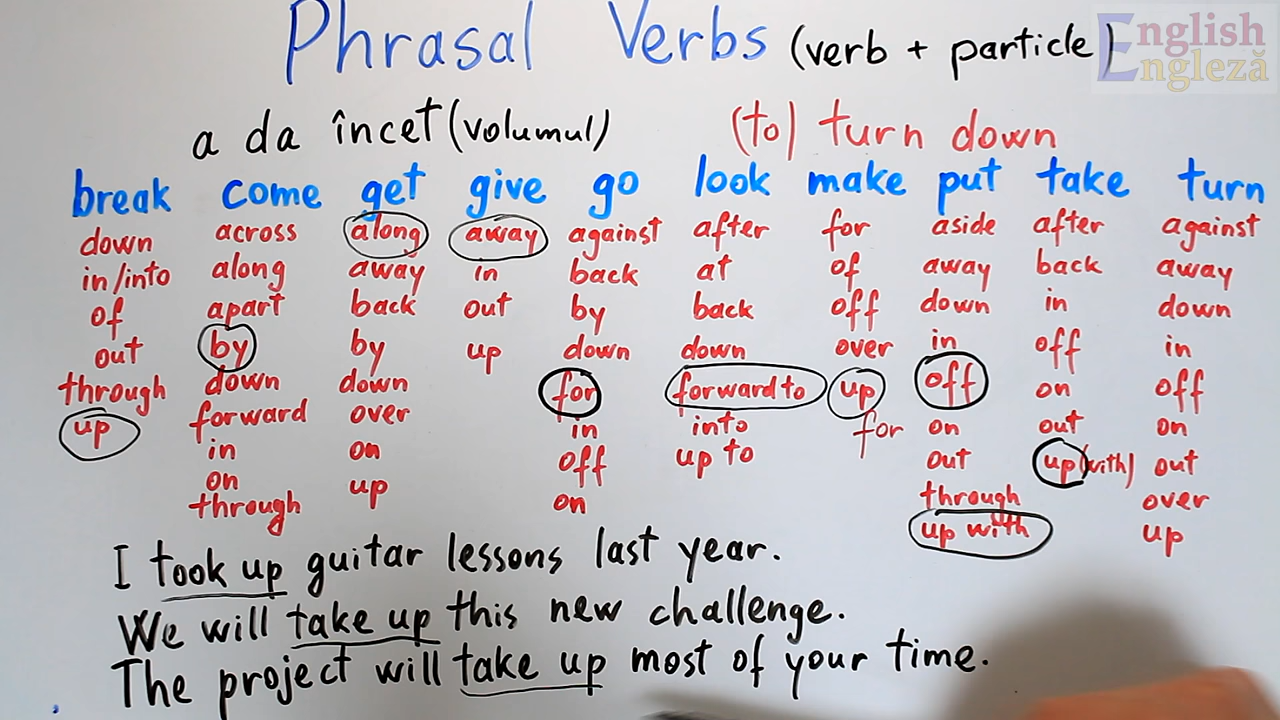 Phrasal Verbs (verb + particle)
English
Engleză
a da încet (volumul) (to) turn down
break come get give go look make put take turn
down across along away against after for aside after against
in/into along away in back at of away back away
of apart back out by back off down in down
out by by up down down over in off in
through down down for forward to up off on off
up forward over in into for on out on
in on off up to out up (with) out
on up on through over
through up with up
I took up guitar lessons last year.
We will take up this new challenge.
The project will take up most of your time.